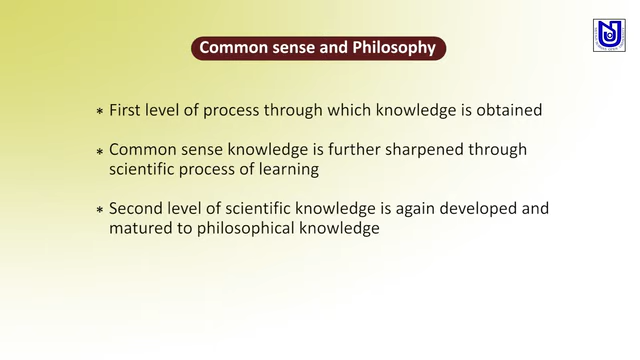 Common sense and Philosophy
* First level of process through which knowledge is obtained
* Common sense knowledge is further sharpened through
scientific process of learning
* Second level of scientific knowledge is again developed and
matured to philosophical knowledge